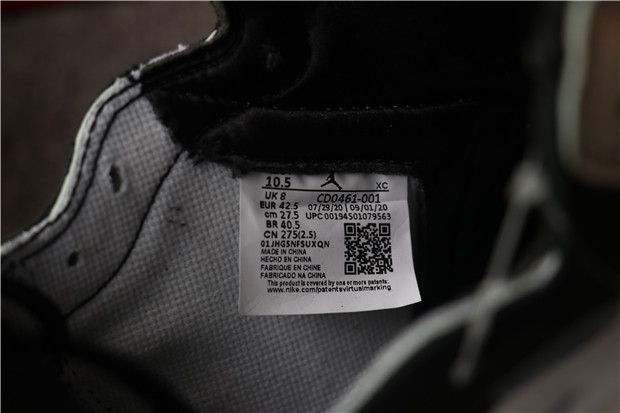 10.5 XC
UK 8 CD0461-001
EUR 42.5 07/29/20 | 09/01/20
cm 27.5 UPC 00194501079563
BR 40.5
CN 275(2.5)
01JHGSNFSUXQN
MADE IN CHINA
HECHO EN CHINA
FABRIQUE EN CHINE
FABRICADO NA CHINA
This product is covered by one or more patents:
www.nike.com/patentsvirtualmarking